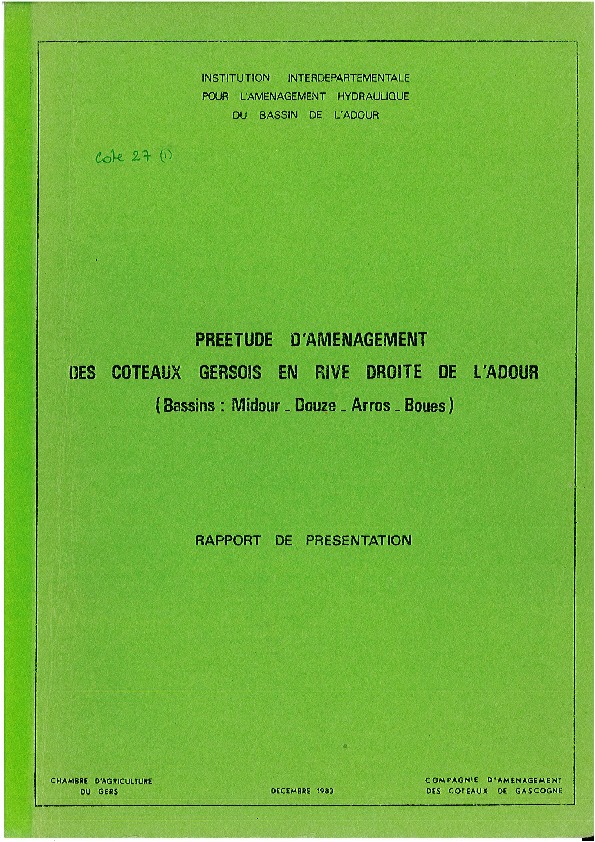 INSTITUTION INTERDEPARTEMENTALE
POUR L'AMENAGEMENT HYDRAULIQUE
DU BASSIN DE L'ADOUR
Cote 27 (1)
PREETUDE D'AMENAGEMENT
DES COTEAUX GERSOIS EN RIVE DROITE DE L'ADOUR
(Bassins : Midour _ Douze _ Arros _ Boues)
RAPPORT DE PRESENTATION
CHAMBRE D'AGRICULTURE
DU GERS
DECEMBRE 1983
COMPAGNIE D'AMENAGEMENT
DES COTEAUX DE GASCOGNE